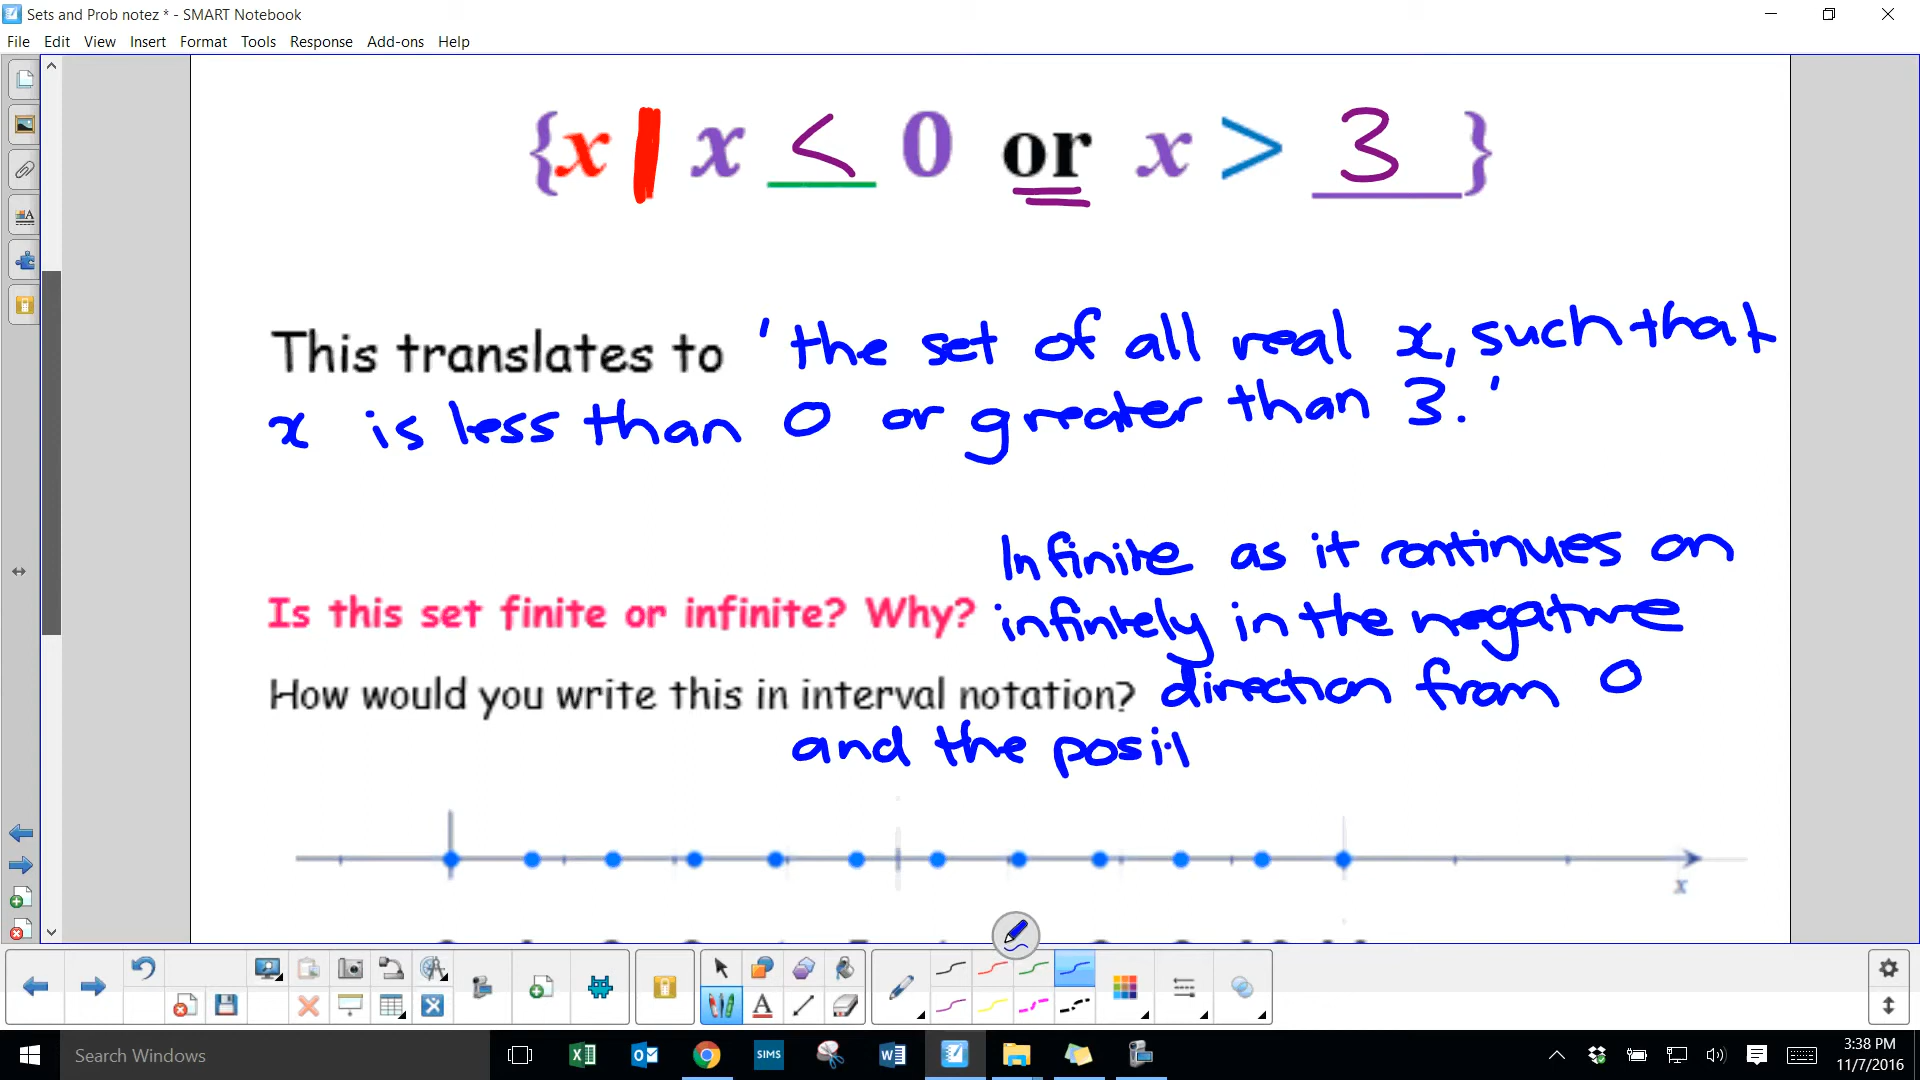 Sets and Prob notez * - SMART Notebook
File Edit View Insert Format Tools Response Add-ons Help
{x | x < 0 or x > 3 }
This translates to 'the set of all real x, such that
x is less than 0 or greater than 3.'
Infinite as it continues on
Is this set finite or infinite? Why? infinitely in the negative
How would you write this in interval notation? direction from 0
and the posit
x
Search Windows
SIMS
3:38 PM
11/7/2016